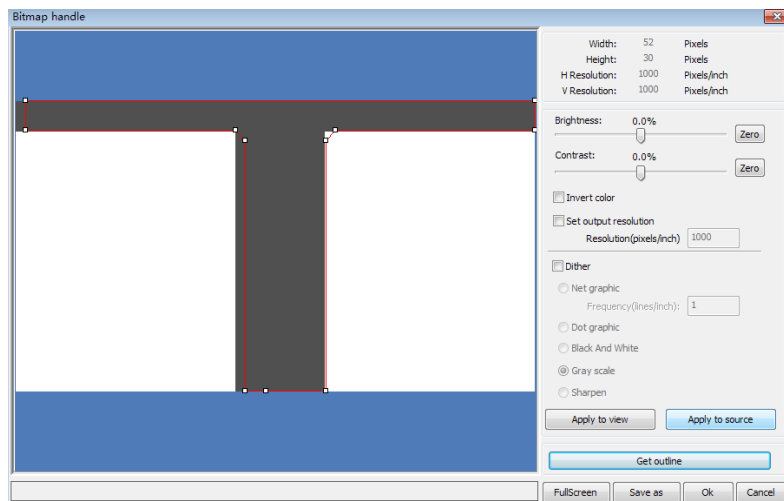 Bitmap handle
Width: 52 Pixels
Height: 30 Pixels
H Resolution: 1000 Pixels/inch
V Resolution: 1000 Pixels/inch
Brightness: 0.0%
Zero
Contrast: 0.0%
Zero
Invert color
Set output resolution
Resolution(pixels/inch) 1000
Dither
Net graphic
Frequency(lines/inch): 1
Dot graphic
Black And White
Gray scale
Sharpen
Apply to view Apply to source
Get outline
FullScreen Save as Ok Cancel